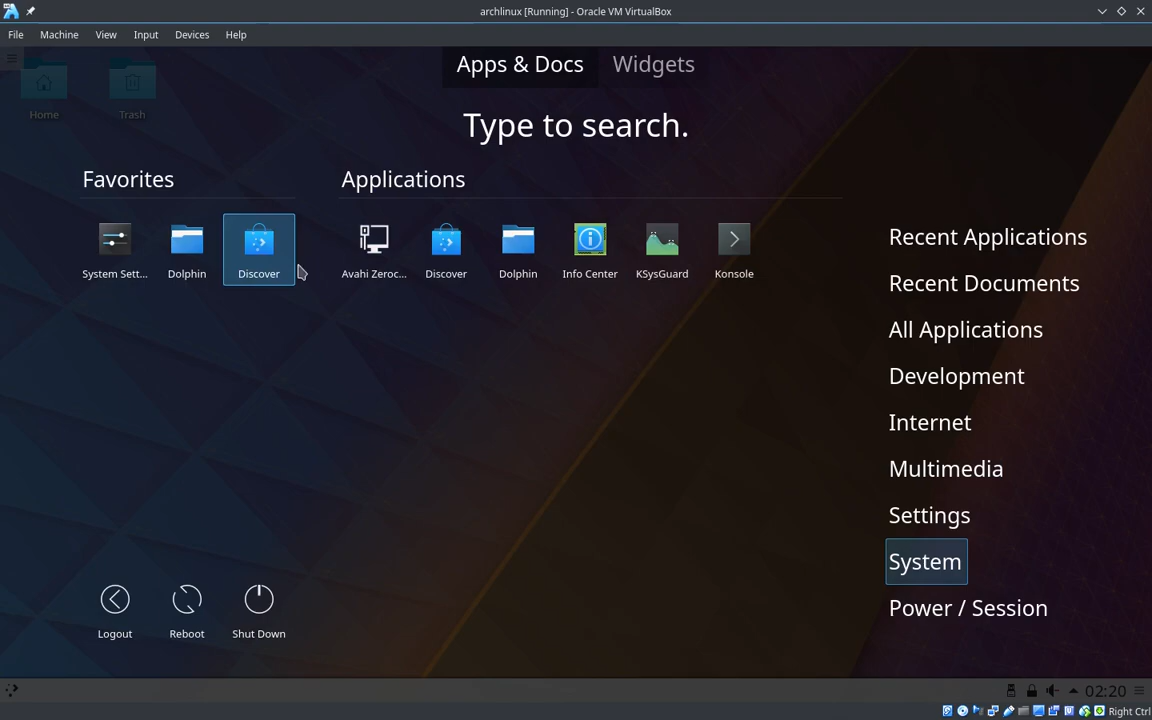 archlinux [Running] - Oracle VM VirtualBox
File Machine View Input Devices Help
Apps & Docs Widgets
Home Trash
Type to search.
Favorites Applications
System Sett... Dolphin Discover Avahi Zeroc... Discover Dolphin Info Center KSysGuard Konsole
Recent Applications
Recent Documents
All Applications
Development
Internet
Multimedia
Settings
System
Power / Session
Logout Reboot Shut Down
02:20
Right Ctrl